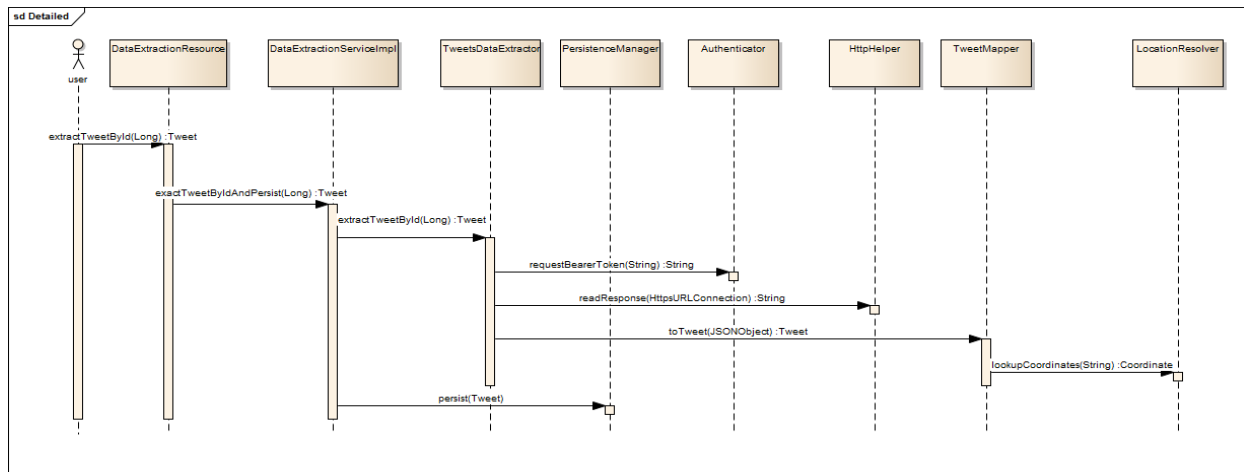 sd Detailed
user
DataExtractionResource
DataExtractionServiceImpl
TweetsDataExtractor
PersistenceManager
Authenticator
HttpHelper
TweetMapper
LocationResolver
extractTweetById(Long) :Tweet
exactTweetByIdAndPersist(Long) :Tweet
extractTweetById(Long) :Tweet
requestBearerToken(String) :String
readResponse(HttpsURLConnection) :String
toTweet(JSONObject) :Tweet
lookupCoordinates(String) :Coordinate
persist(Tweet)